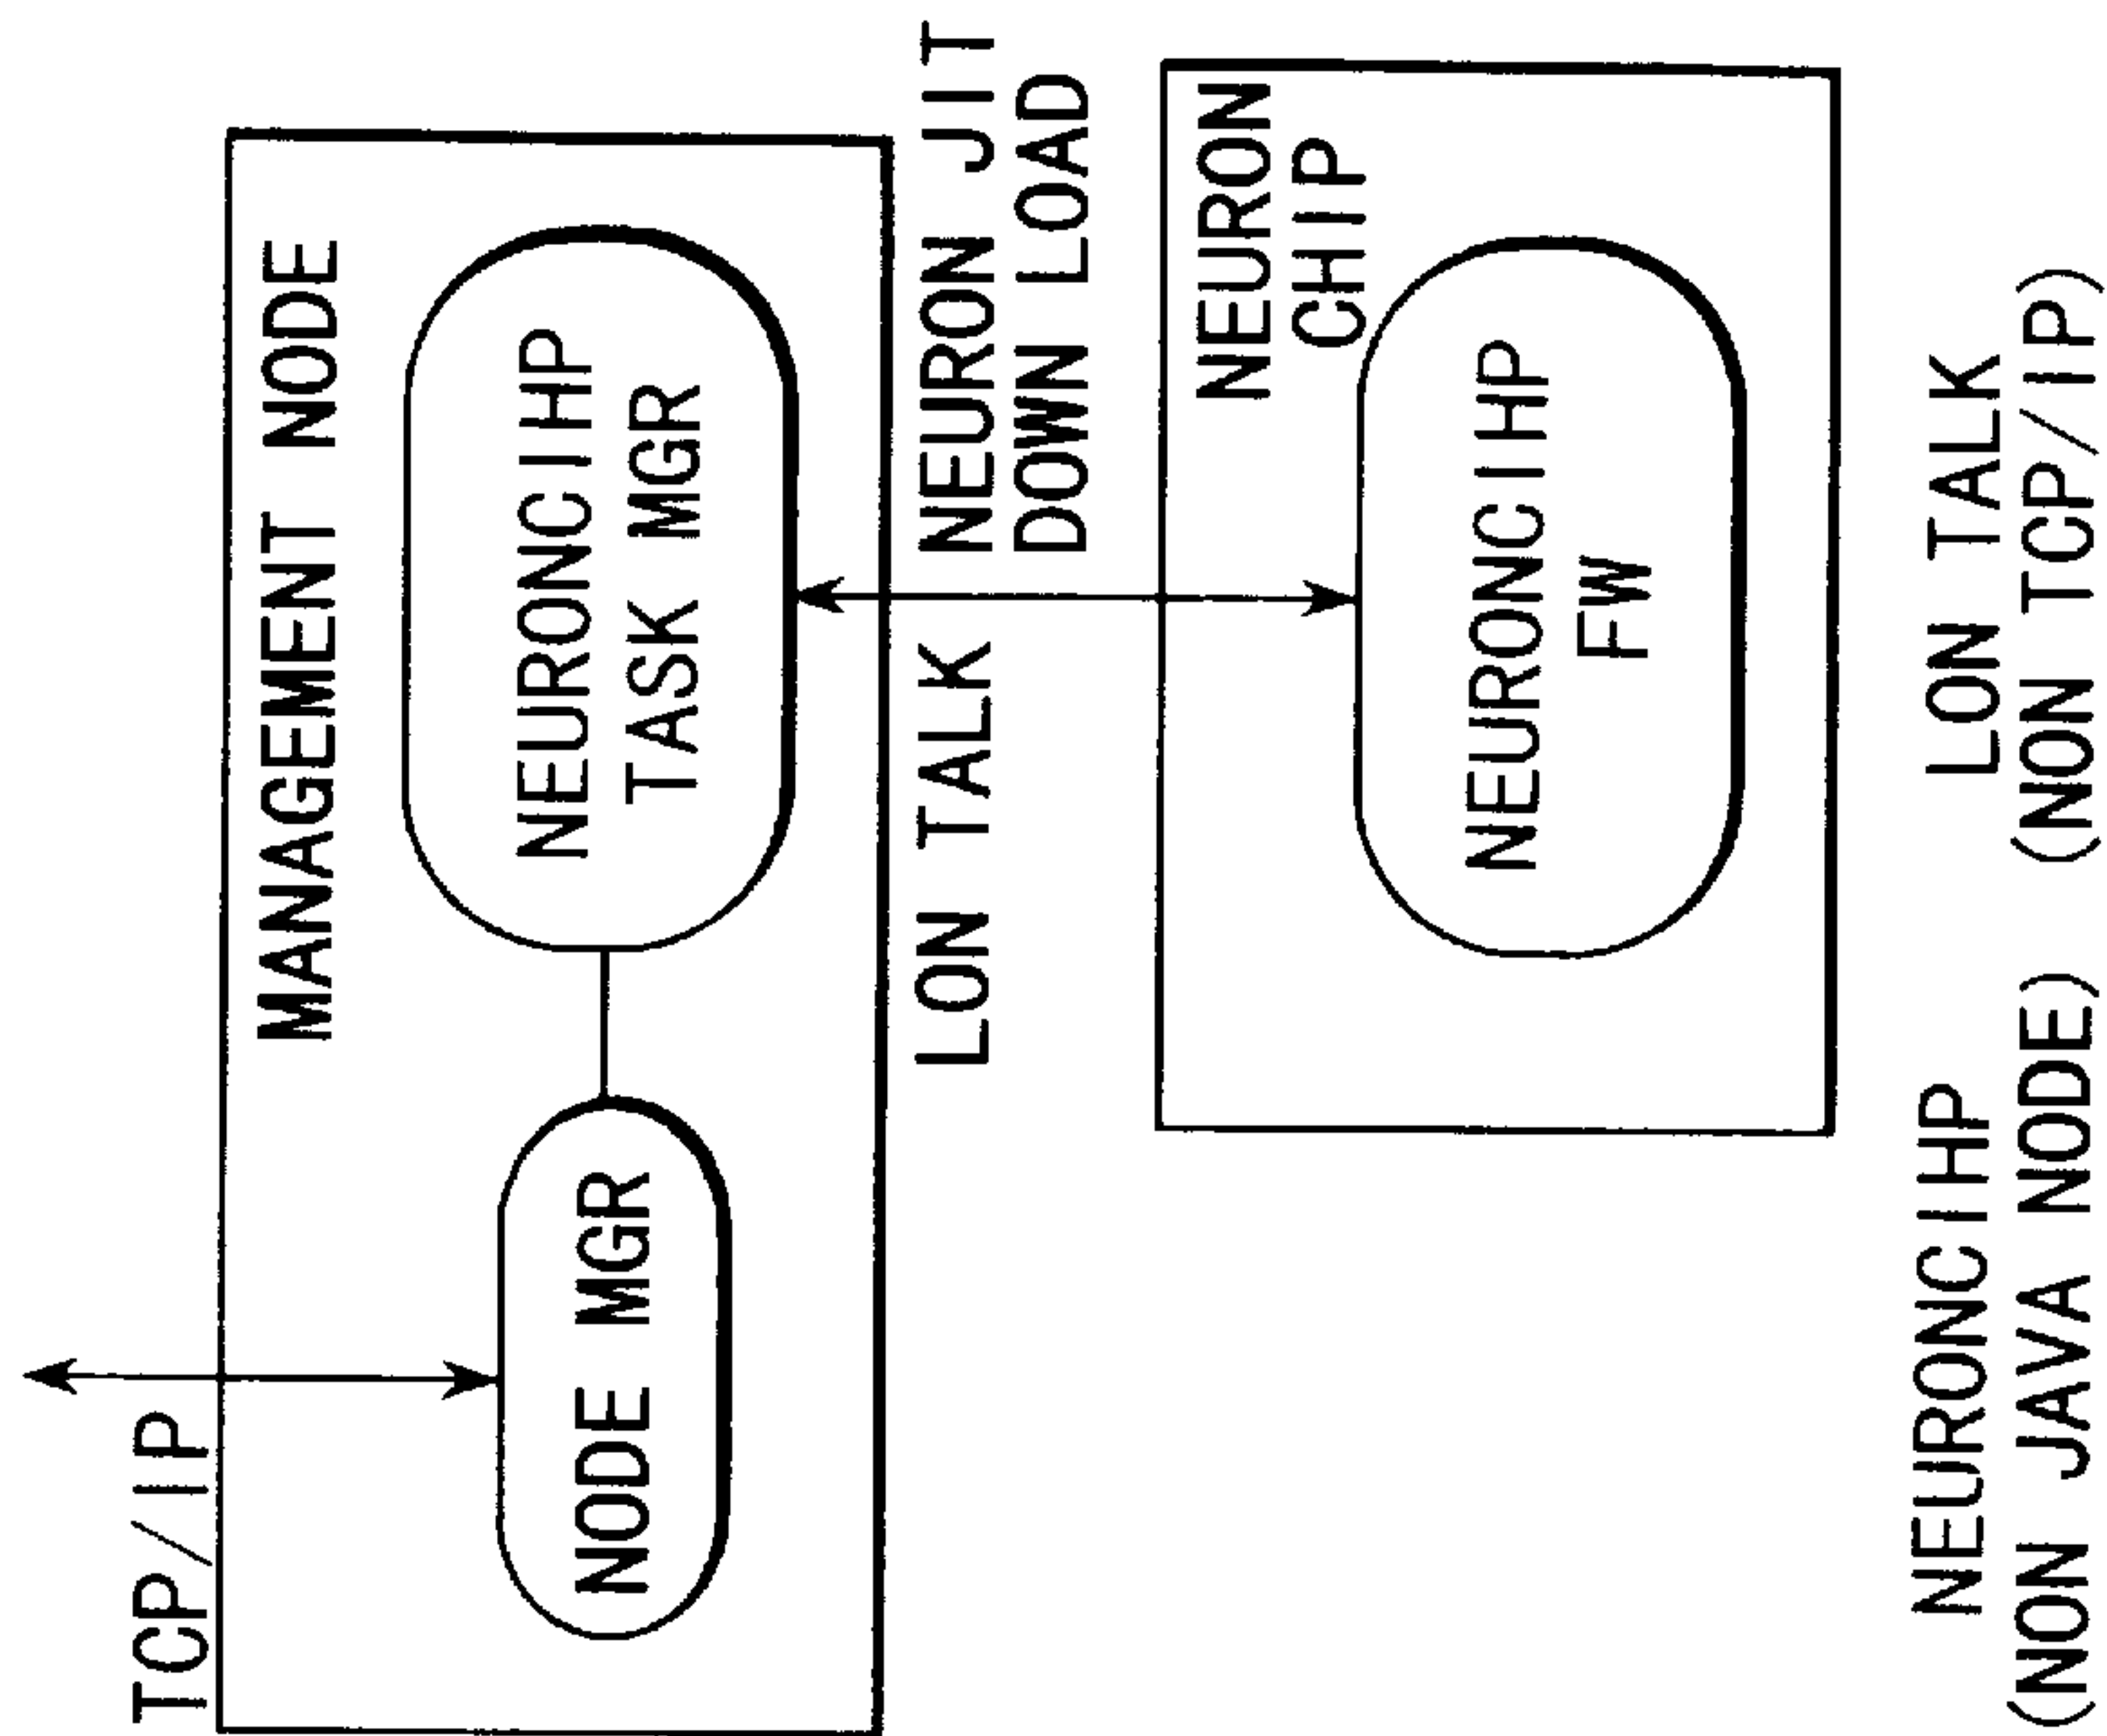 TCP/IP
MANAGEMENT NODE
NODE MGR
NEURONCIHP
TASK MGR
LON TALK
NEURON JIT
DOWN LOAD
NEURON
CHIP
NEURONCIHP
FW
NEURONCIHP
(NON JAVA NODE)
LON TALK
(NON TCP/IP)